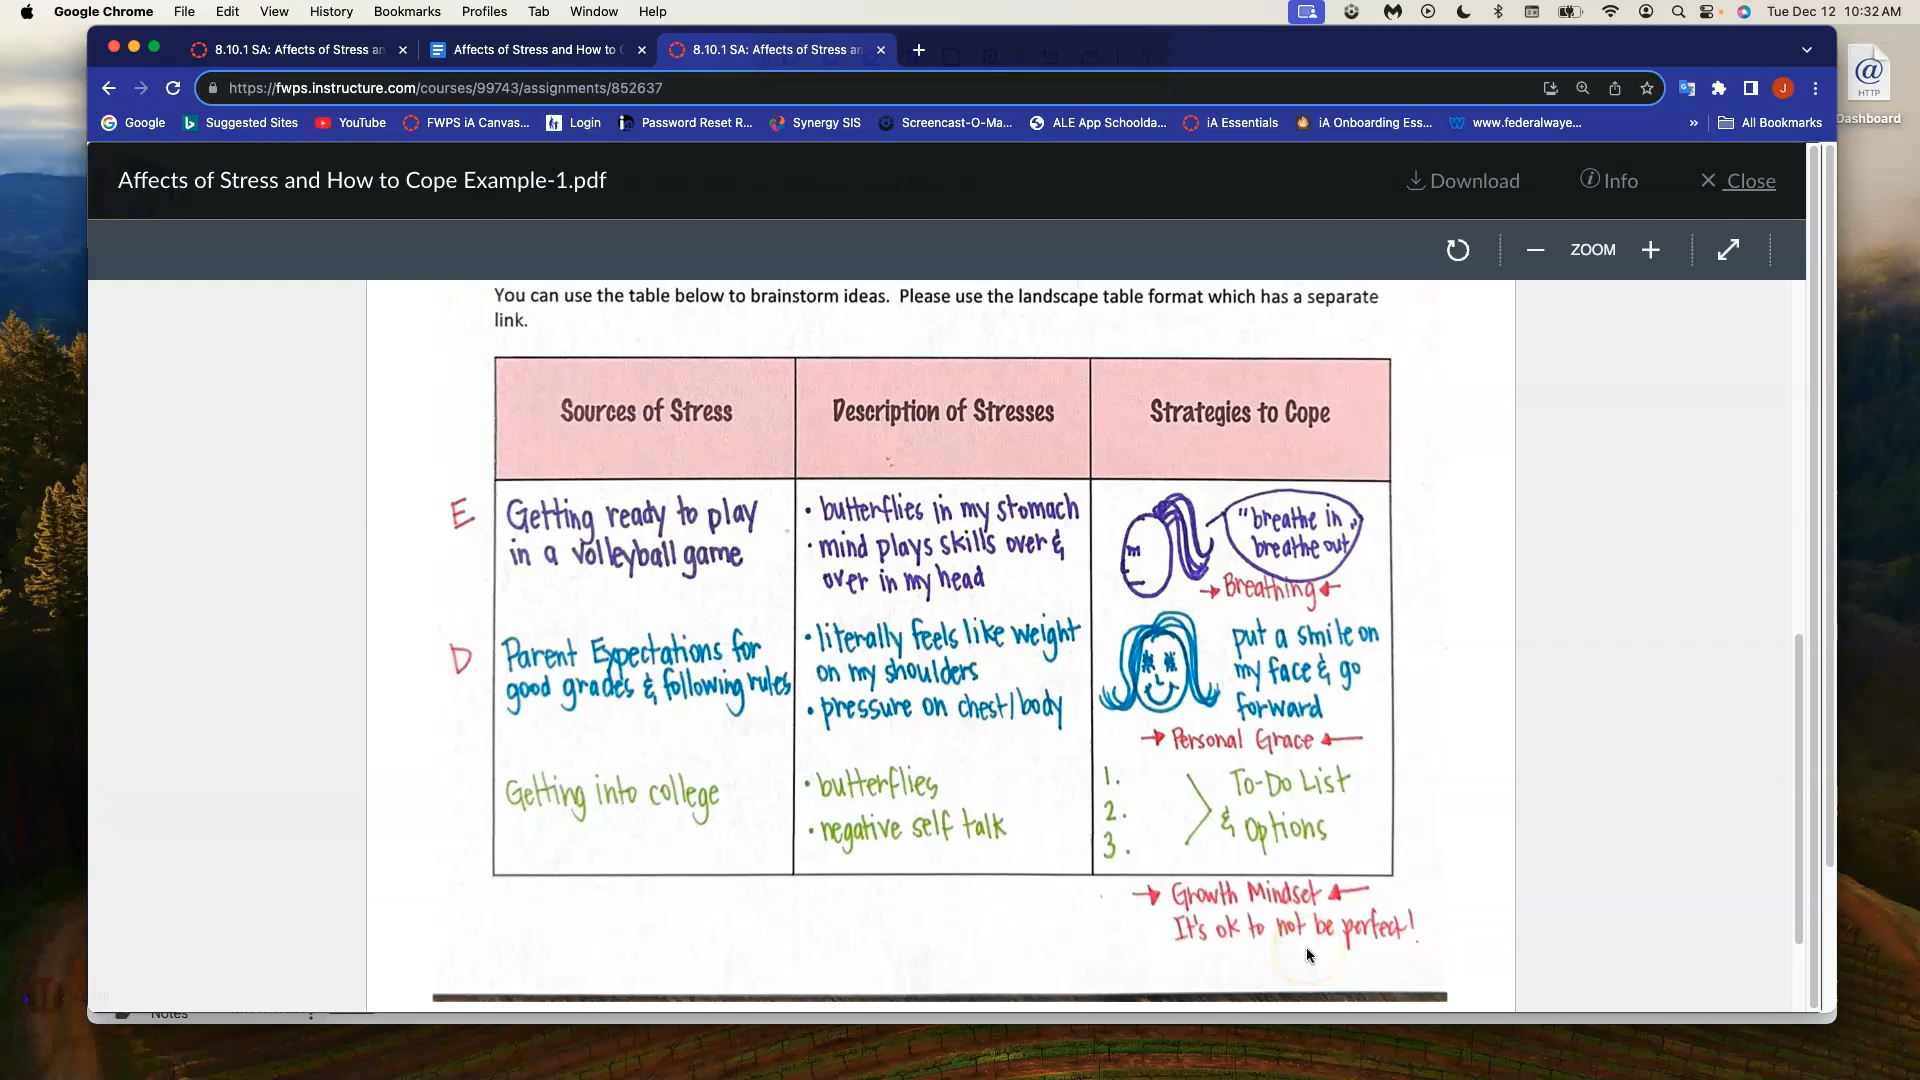 Google Chrome File Edit View History Bookmarks Profiles Tab Window Help Tue Dec 12 10:32 AM
8.10.1 SA: Affects of Stress an
Affects of Stress and How to C
8.10.1 SA: Affects of Stress an
https://fwps.instructure.com/courses/99743/assignments/852637
J
Google Suggested Sites YouTube FWPS iA Canvas... Login Password Reset R... Synergy SIS Screencast-O-Ma... ALE App Schoolda... iA Essentials iA Onboarding Ess... www.federalwaye... » All Bookmarks
HTTP
Dashboard
Affects of Stress and How to Cope Example-1.pdf
Download Info Close
ZOOM
You can use the table below to brainstorm ideas. Please use the landscape table format which has a separate
link.
Sources of Stress
Description of Stresses
Strategies to Cope
E
Getting ready to play
in a volleyball game
• butterflies in my stomach
• mind plays skills over &
over in my head
"breathe in,
breathe out"
Breathing
D
Parent Expectations for
good grades & following rules
• literally feels like weight
on my shoulders
• pressure on chest/body
put a smile on
my face & go
forward
Personal Grace
Getting into college
• butterflies
• negative self talk
1.
2.
3.
To-Do List
& Options
Growth Mindset
It's ok to not be perfect!
Notes